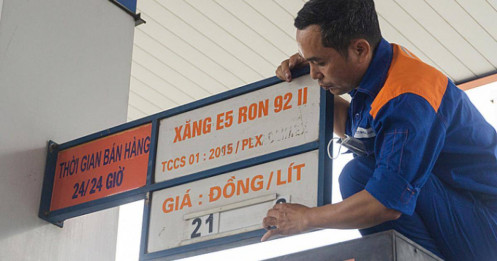 THỜI GIAN BÁN HÀNG
24/24 GIỜ
XĂNG E5 RON 92 II
TCCS 01 : 2015 / PLX
GIÁ : ĐỒNG/LÍT
21